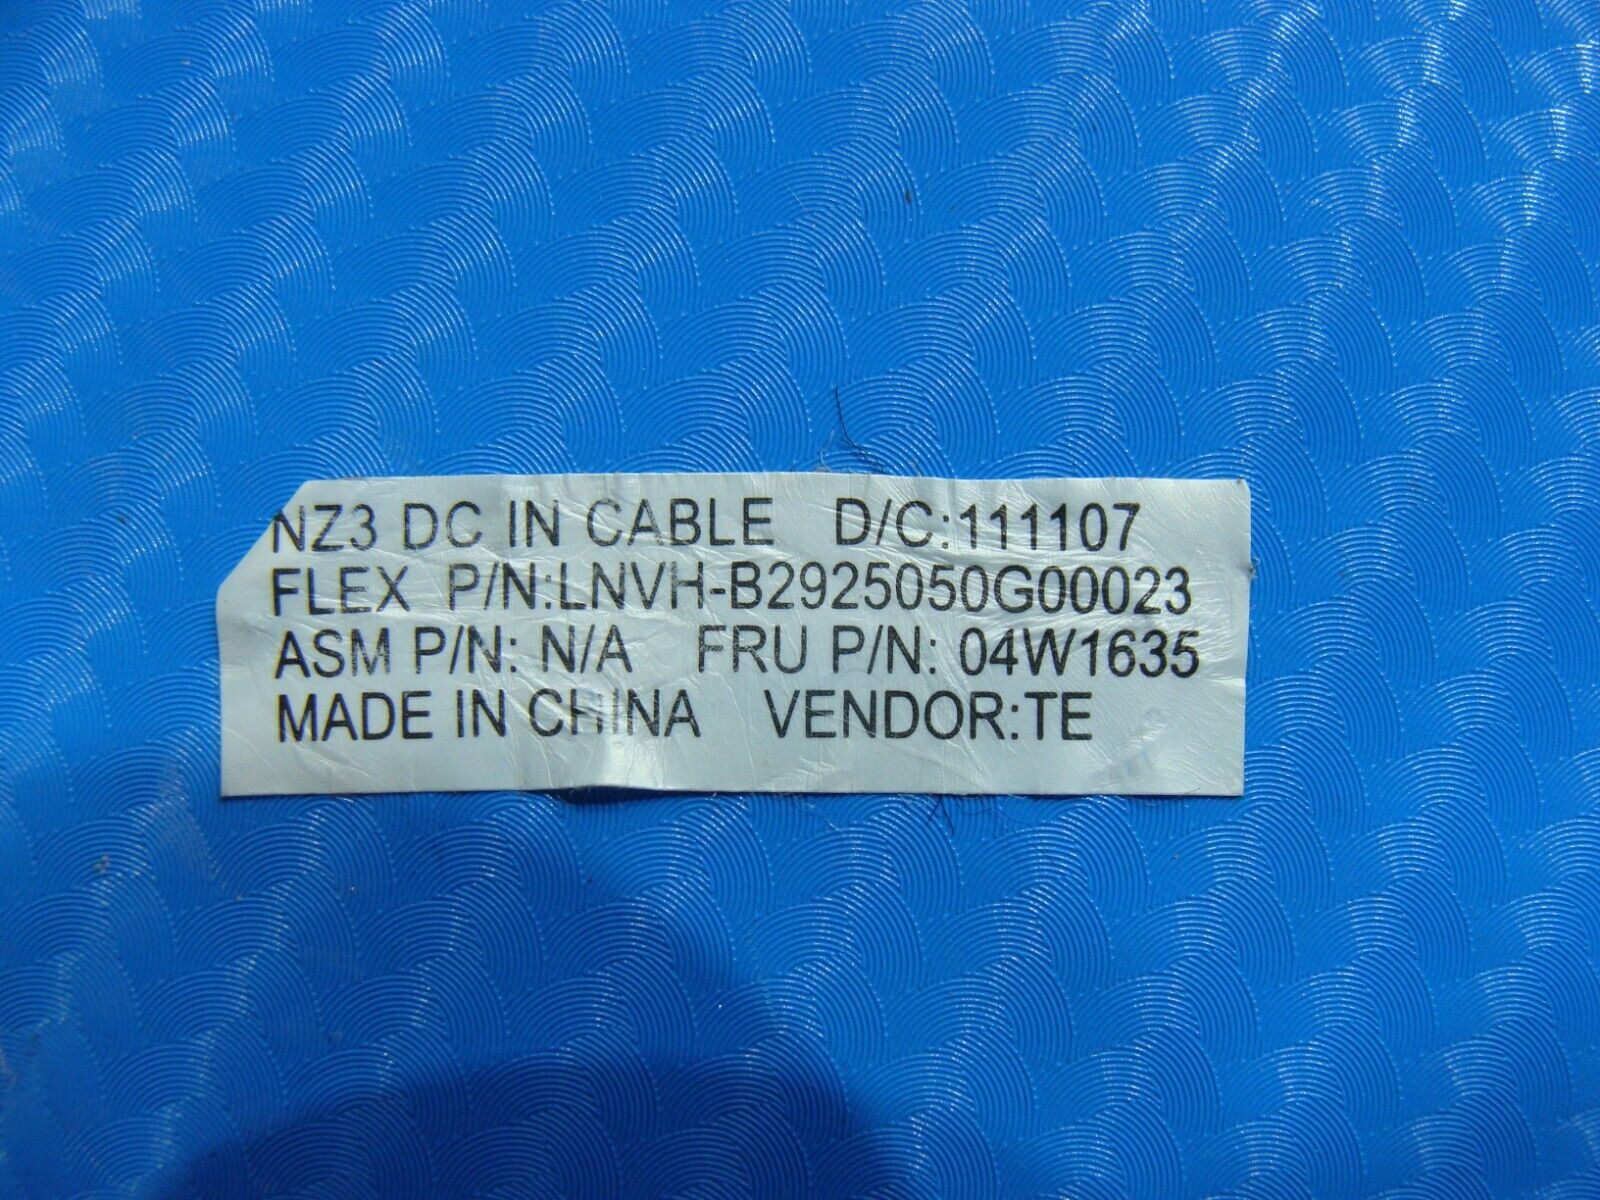 NZ3 DC IN CABLE D/C:111107
FLEX P/N:LNVH-B2925050G00023
ASM P/N: N/A FRU P/N: 04W1635
MADE IN CHINA VENDOR:TE